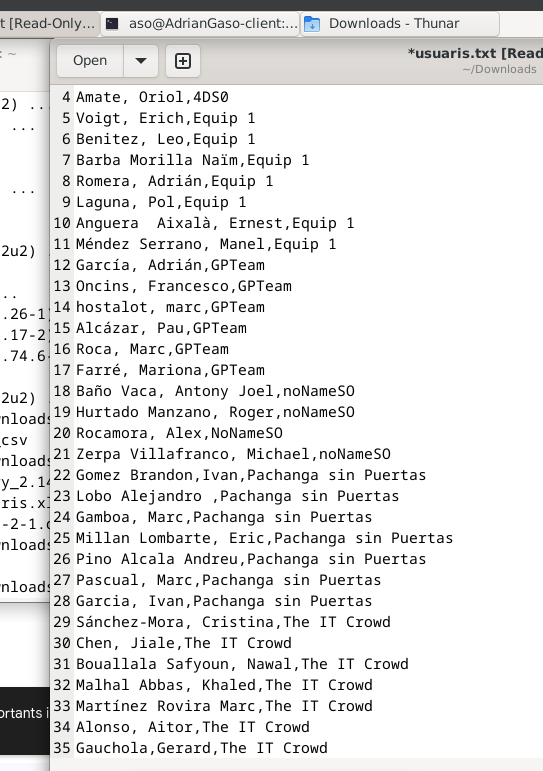 t [Read-Only... aso@AdrianGaso-client:... Downloads - Thunar
: ~
Open
*usuaris.txt [Read
~/Downloads
2) ...
...
...
2u2)
..
.26-1
.17-2)
.74.6-
2u2)
wnloads
csv
wnloads
ry_2.14
ris.xl
-2-1.
wnloads
wnloads
ortants i
4 Amate, Oriol,4DS0
5 Voigt, Erich,Equip 1
6 Benitez, Leo,Equip 1
7 Barba Morilla Naïm,Equip 1
8 Romera, Adrián,Equip 1
9 Laguna, Pol,Equip 1
10 Anguera  Aixalà, Ernest,Equip 1
11 Méndez Serrano, Manel,Equip 1
12 García, Adrián,GPTeam
13 Oncins, Francesco,GPTeam
14 hostalot, marc,GPTeam
15 Alcázar, Pau,GPTeam
16 Roca, Marc,GPTeam
17 Farré, Mariona,GPTeam
18 Baño Vaca, Antony Joel,noNameSO
19 Hurtado Manzano, Roger,noNameSO
20 Rocamora, Alex,NoNameSO
21 Zerpa Villafranco, Michael,noNameSO
22 Gomez Brandon,Ivan,Pachanga sin Puertas
23 Lobo Alejandro ,Pachanga sin Puertas
24 Gamboa, Marc,Pachanga sin Puertas
25 Millan Lombarte, Eric,Pachanga sin Puertas
26 Pino Alcala Andreu,Pachanga sin Puertas
27 Pascual, Marc,Pachanga sin Puertas
28 Garcia, Ivan,Pachanga sin Puertas
29 Sánchez-Mora, Cristina,The IT Crowd
30 Chen, Jiale,The IT Crowd
31 Bouallala Safyoun, Nawal,The IT Crowd
32 Malhal Abbas, Khaled,The IT Crowd
33 Martínez Rovira Marc,The IT Crowd
34 Alonso, Aitor,The IT Crowd
35 Gauchola,Gerard,The IT Crowd